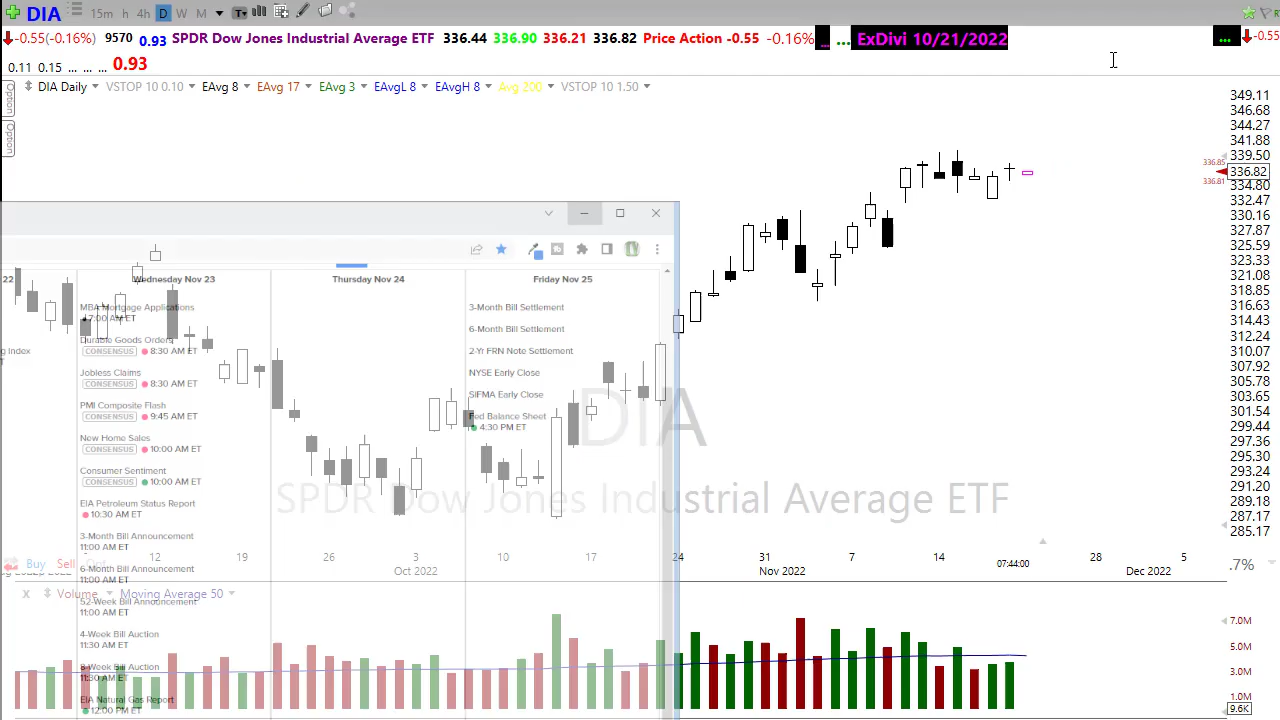 DIA 15m h 4h D W M
-0.55(-0.16%) 9570 0.93 SPDR Dow Jones Industrial Average ETF 336.44 336.90 336.21 336.82 Price Action -0.55 -0.16% ... ... ExDivi 10/21/2022 ... -0.55
0.11 0.15 ... ... ... 0.93
DIA Daily VSTOP 10 0.10 EAvg 8 EAvg 17 EAvg 3 EAvgL 8 EAvgH 8 Avg 200 VSTOP 10 1.50
Option
Option
349.11
346.68
344.27
341.88
339.50
336.85
336.82
336.81
334.80
332.47
330.16
327.87
325.59
323.33
321.08
318.85
316.63
314.43
312.24
310.07
307.92
305.78
303.65
301.54
299.44
297.36
295.30
293.24
291.20
289.18
287.17
285.17
.7%
22
Wednesday Nov 23
MBA Mortgage Applications
7:00 AM ET
Durable Goods Orders
CONSENSUS 8:30 AM ET
Jobless Claims
CONSENSUS 8:30 AM ET
PMI Composite Flash
CONSENSUS 9:45 AM ET
New Home Sales
CONSENSUS 10:00 AM ET
Consumer Sentiment
CONSENSUS 10:00 AM ET
EIA Petroleum Status Report
10:30 AM ET
3-Month Bill Announcement
11:00 AM ET
6-Month Bill Announcement
11:00 AM ET
52-Week Bill Announcement
11:00 AM ET
4-Week Bill Auction
11:30 AM ET
8-Week Bill Auction
11:30 AM ET
EIA Natural Gas Report
12:00 PM ET
Thursday Nov 24
Friday Nov 25
3-Month Bill Settlement
6-Month Bill Settlement
2-Yr FRN Note Settlement
NYSE Early Close
SIFMA Early Close
Fed Balance Sheet
4:30 PM ET
DIA
SPDR Dow Jones Industrial Average ETF
12 19 26 3 10 17 24 31 7 14 28 5
Buy Sell
Oct 2022 Nov 2022 07:44:00 Dec 2022
x Volume Moving Average 50
7.0M
5.0M
3.0M
1.0M
9.6K